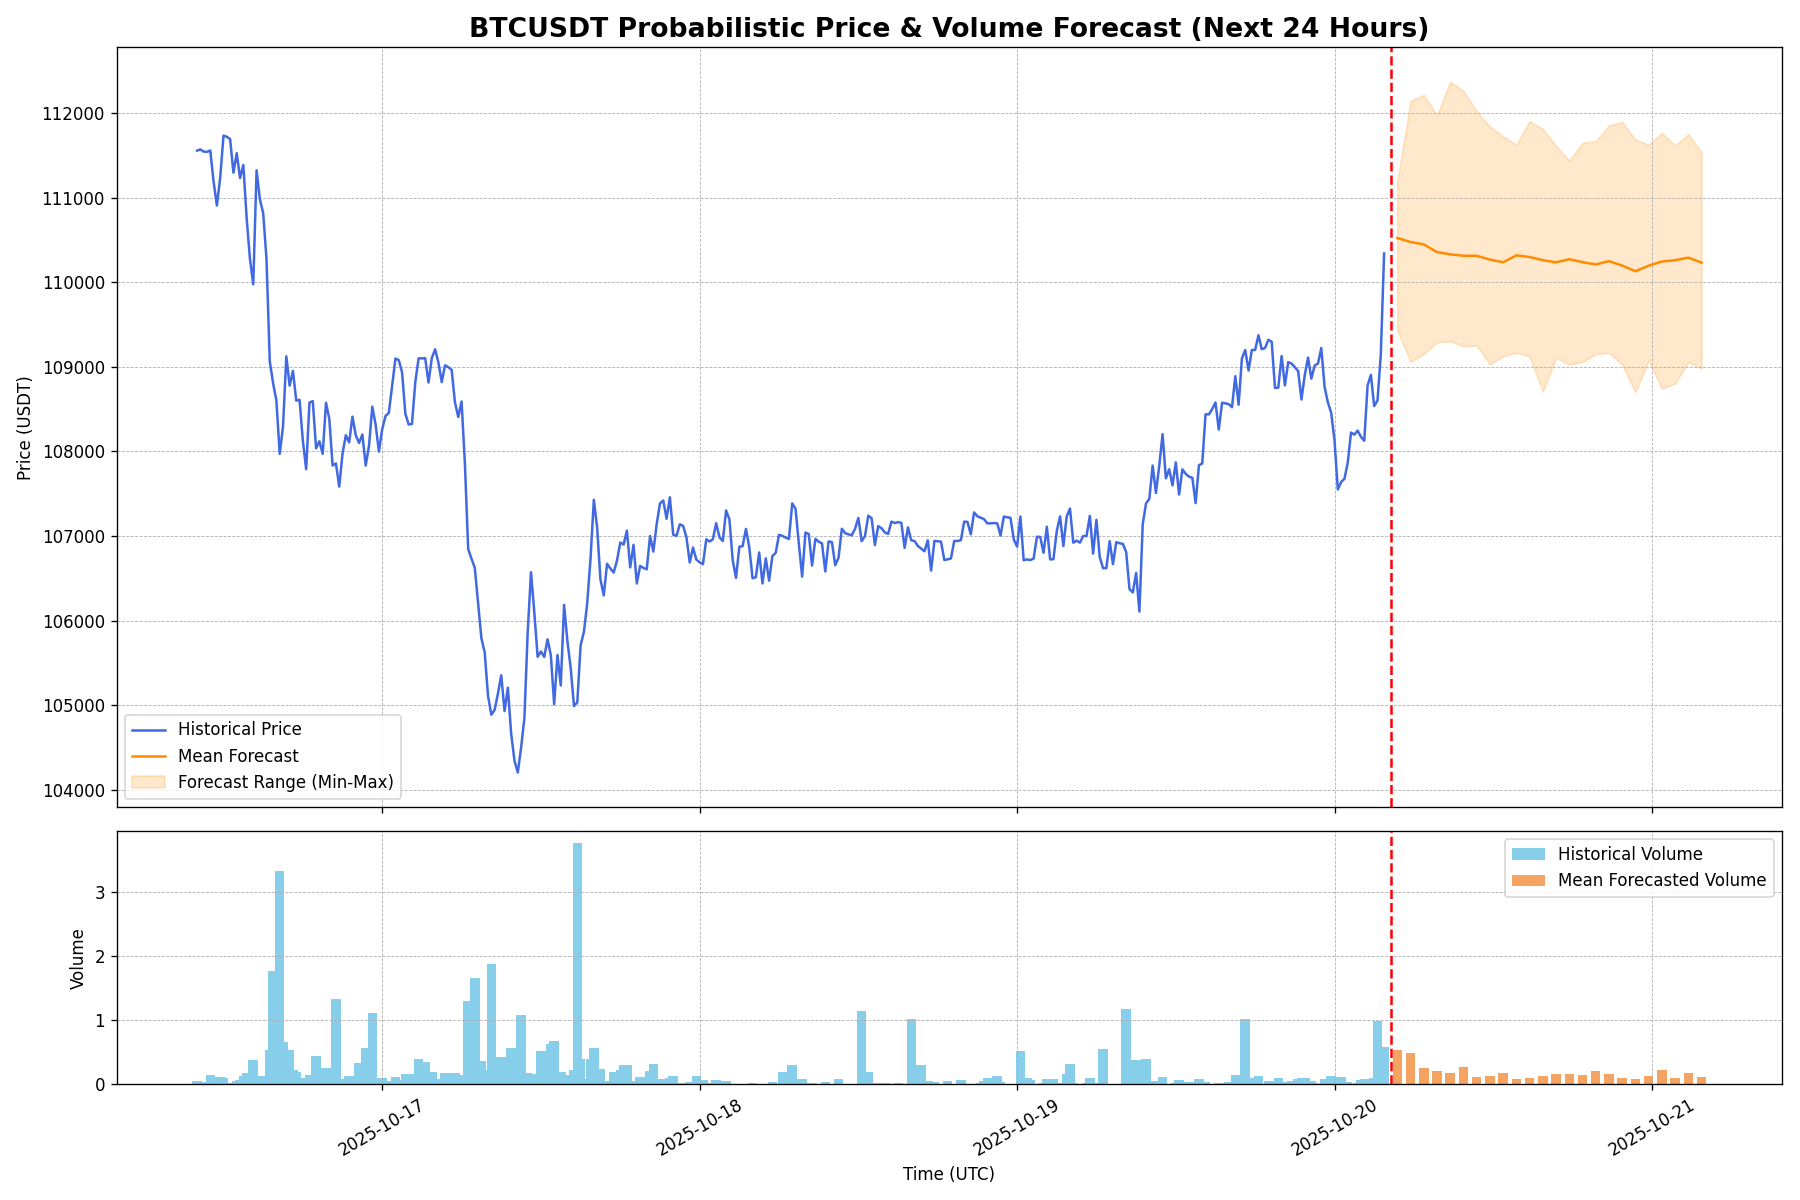 BTCUSDT Probabilistic Price & Volume Forecast (Next 24 Hours)
Price (USDT)
112000
111000
110000
109000
108000
107000
106000
105000
104000
Historical Price
Mean Forecast
Forecast Range (Min-Max)
Volume
3
2
1
0
Historical Volume
Mean Forecasted Volume
2025-10-17
2025-10-18
2025-10-19
2025-10-20
2025-10-21
Time (UTC)